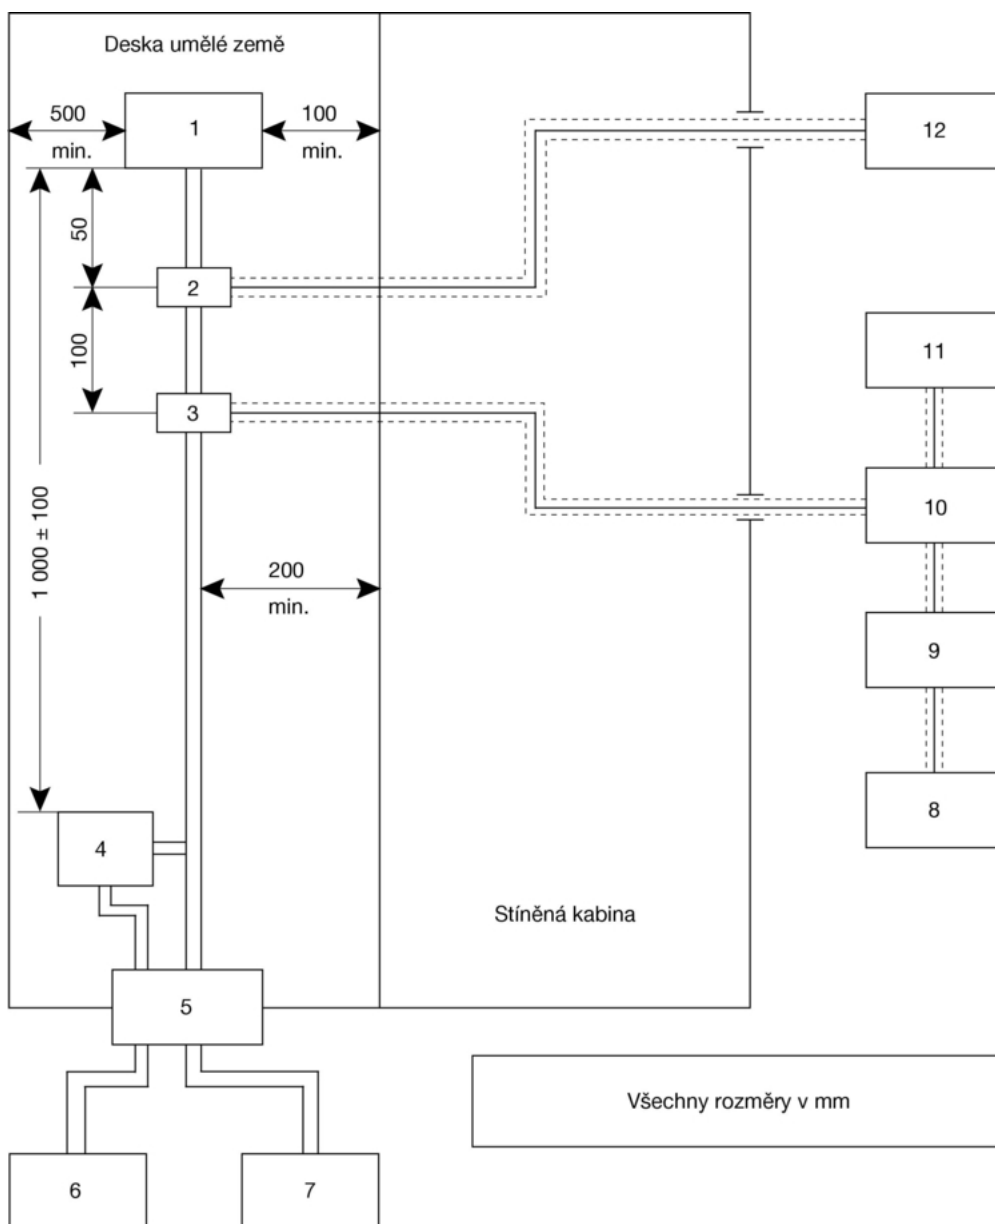 Deska umělé země
500
min.
1
100
min.
12
50
2
100
11
3
10
1 000 ± 100
200
min.
9
8
4
Stíněná kabina
5
Všechny rozměry v mm
6
7